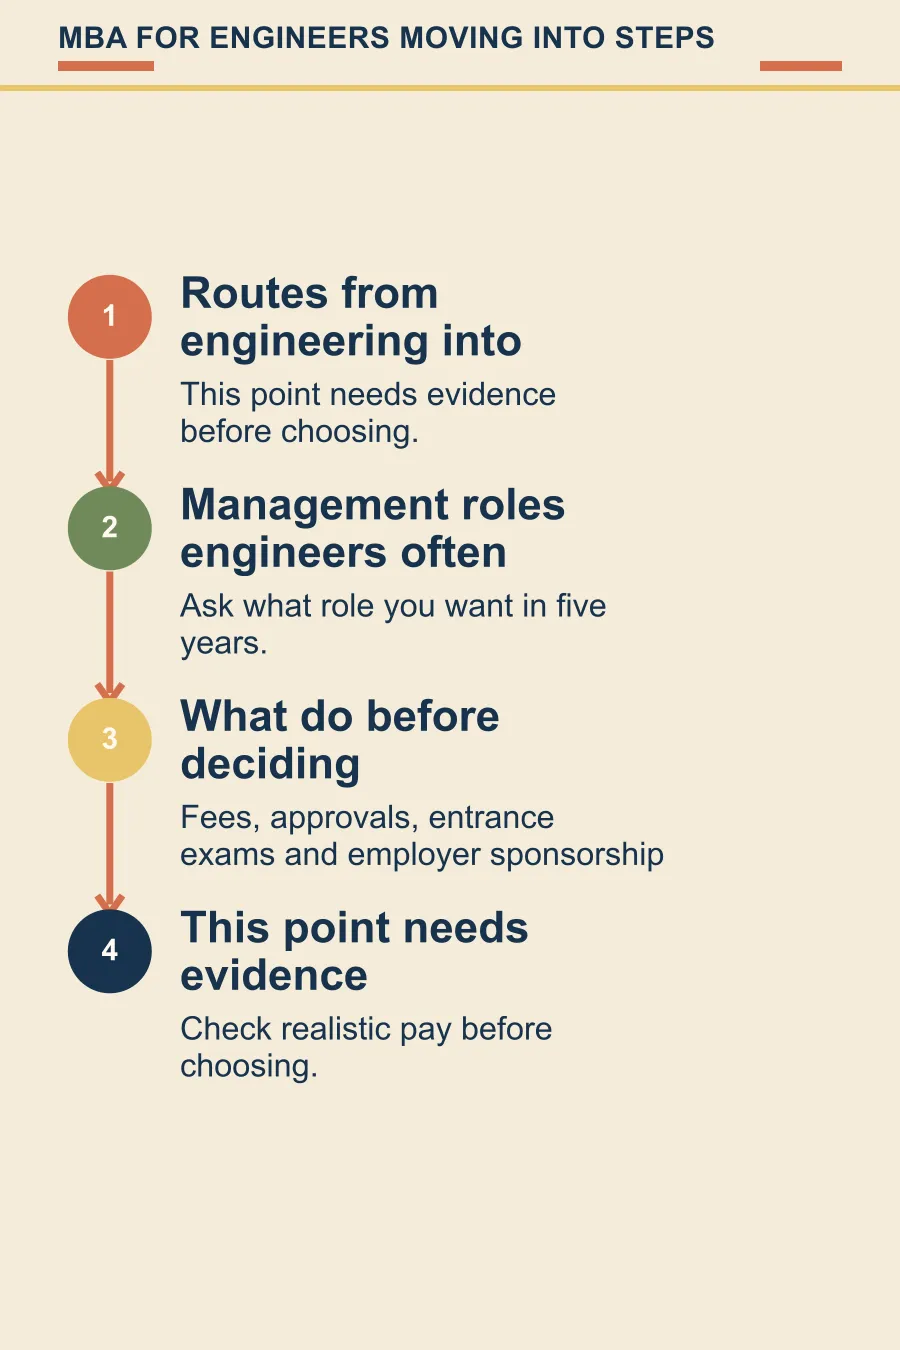 MBA FOR ENGINEERS MOVING INTO STEPS
1
Routes from
engineering into
This point needs evidence
before choosing.
2
Management roles
engineers often
Ask what role you want in five
years.
3
What do before
deciding
Fees, approvals, entrance
exams and employer sponsorship
4
This point needs
evidence
Check realistic pay before
choosing.